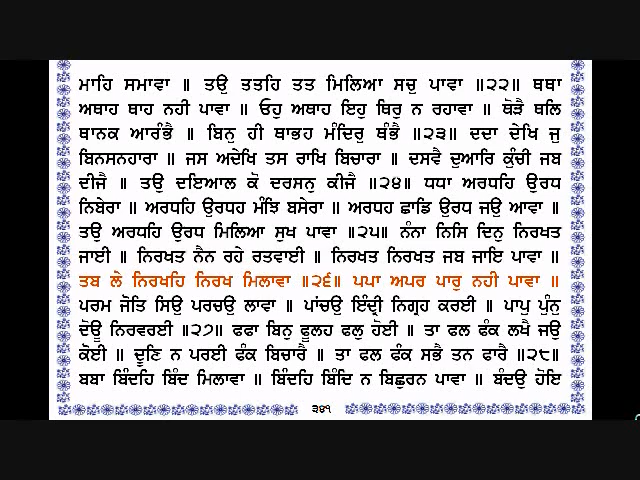 ਮਾਹਿ ਸਮਾਵਾ ॥ ਤਉ ਤਤਹਿ ਤਤ ਮਿਲਿਆ ਸਚੁ ਪਾਵਾ ॥੨੨॥ ਥਥਾ
ਅਥਾਹ ਥਾਹ ਨਹੀ ਪਾਵਾ ॥ ਓਹੁ ਅਥਾਹ ਇਹੁ ਥਿਰੁ ਨ ਰਹਾਵਾ ॥ ਥੋੜੈ ਥਲਿ
ਥਾਨਕ ਆਰੰਭੈ ॥ ਬਿਨੁ ਹੀ ਥਾਭਹ ਮੰਦਿਰੁ ਥੰਭੈ ॥੨੩॥ ਦਦਾ ਦੇਖਿ ਜੁ
ਬਿਨਸਨਹਾਰਾ ॥ ਜਸ ਅਦੇਖਿ ਤਸ ਰਾਖਿ ਬਿਚਾਰਾ ॥ ਦਸਵੈ ਦੁਆਰਿ ਕੁੰਚੀ ਜਬ
ਦੀਜੈ ॥ ਤਉ ਦਇਆਲ ਕੋ ਦਰਸਨੁ ਕੀਜੈ ॥੨੪॥ ਧਧਾ ਅਰਧਹਿ ਉਰਧ
ਨਿਬੇਰਾ ॥ ਅਰਧਹਿ ਉਰਧਹ ਮੰਝਿ ਬਸੇਰਾ ॥ ਅਰਧਹ ਛਾਡਿ ਉਰਧ ਜਉ ਆਵਾ ॥
ਤਉ ਅਰਧਹਿ ਉਰਧ ਮਿਲਿਆ ਸੁਖ ਪਾਵਾ ॥੨੫॥ ਨੰਨਾ ਨਿਸਿ ਦਿਨੁ ਨਿਰਖਤ
ਜਾਈ ॥ ਨਿਰਖਤ ਨੈਨ ਰਹੇ ਰਤਵਾਈ ॥ ਨਿਰਖਤ ਨਿਰਖਤ ਜਬ ਜਾਇ ਪਾਵਾ ॥
ਤਬ ਲੇ ਨਿਰਖਹਿ ਨਿਰਖ ਮਿਲਾਵਾ ॥੨੬॥ ਪਪਾ ਅਪਰ ਪਾਰੁ ਨਹੀ ਪਾਵਾ ॥
ਪਰਮ ਜੋਤਿ ਸਿਉ ਪਰਚਉ ਲਾਵਾ ॥ ਪਾਂਚਉ ਇੰਦ੍ਰੀ ਨਿਗ੍ਰਹ ਕਰਈ ॥ ਪਾਪੁ ਪੁੰਨੁ
ਦੋਊ ਨਿਰਵਰਈ ॥੨੭॥ ਫਫਾ ਬਿਨੁ ਫੂਲਹ ਫਲੁ ਹੋਈ ॥ ਤਾ ਫਲ ਫੰਕ ਲਖੈ ਜਉ
ਕੋਈ ॥ ਦੂਣਿ ਨ ਪਰਈ ਫੰਕ ਬਿਚਾਰੈ ॥ ਤਾ ਫਲ ਫੰਕ ਸਭੈ ਤਨ ਫਾਰੈ ॥੨੮॥
ਬਬਾ ਬਿੰਦਹਿ ਬਿੰਦ ਮਿਲਾਵਾ ॥ ਬਿੰਦਹਿ ਬਿੰਦਿ ਨ ਬਿਛੁਰਨ ਪਾਵਾ ॥ ਬੰਦਉ ਹੋਇ
੩੪੧